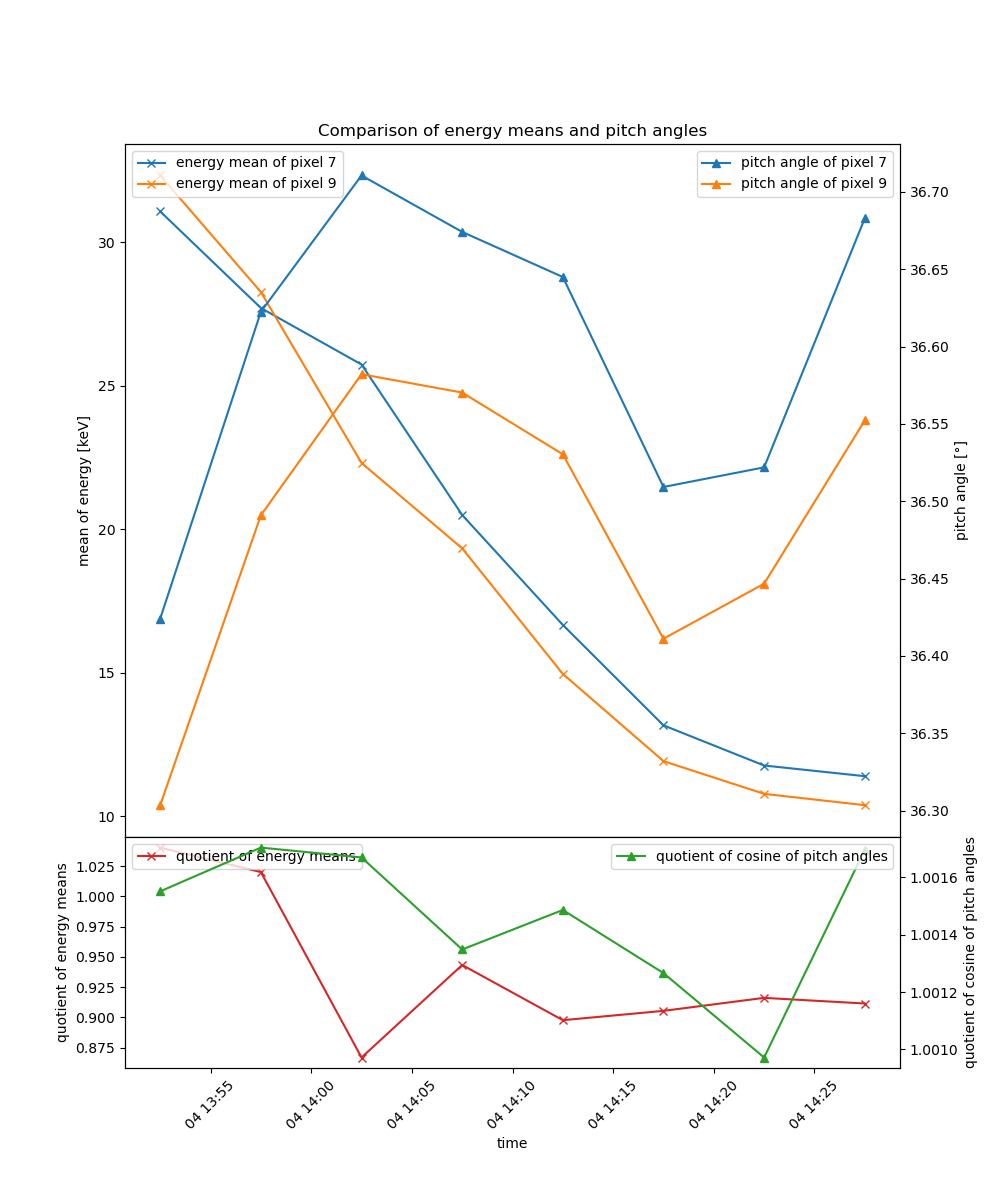 Comparison of energy means and pitch angles
energy mean of pixel 7
energy mean of pixel 9
pitch angle of pixel 7
pitch angle of pixel 9
mean of energy [keV]
30
25
20
15
10
pitch angle [°]
36.70
36.65
36.60
36.55
36.50
36.45
36.40
36.35
36.30
quotient of energy means
quotient of cosine of pitch angles
quotient of energy means
1.025
1.000
0.975
0.950
0.925
0.900
0.875
quotient of cosine of pitch angles
1.0016
1.0014
1.0012
1.0010
04 13:55
04 14:00
04 14:05
04 14:10
04 14:15
04 14:20
04 14:25
time